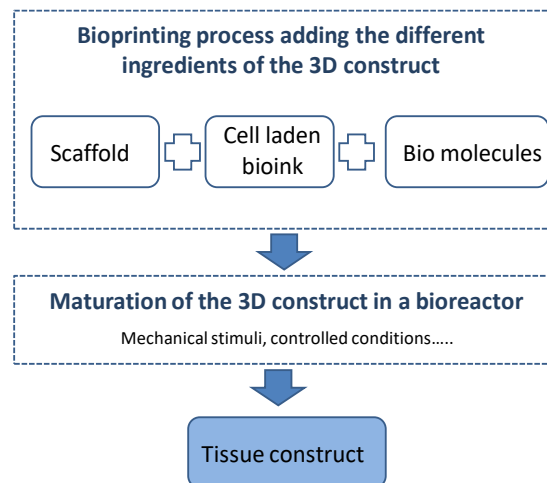 Bioprinting process adding the different
ingredients of the 3D construct
Scaffold
Cell laden
bioink
Bio molecules
Maturation of the 3D construct in a bioreactor
Mechanical stimuli, controlled conditions…..
Tissue construct